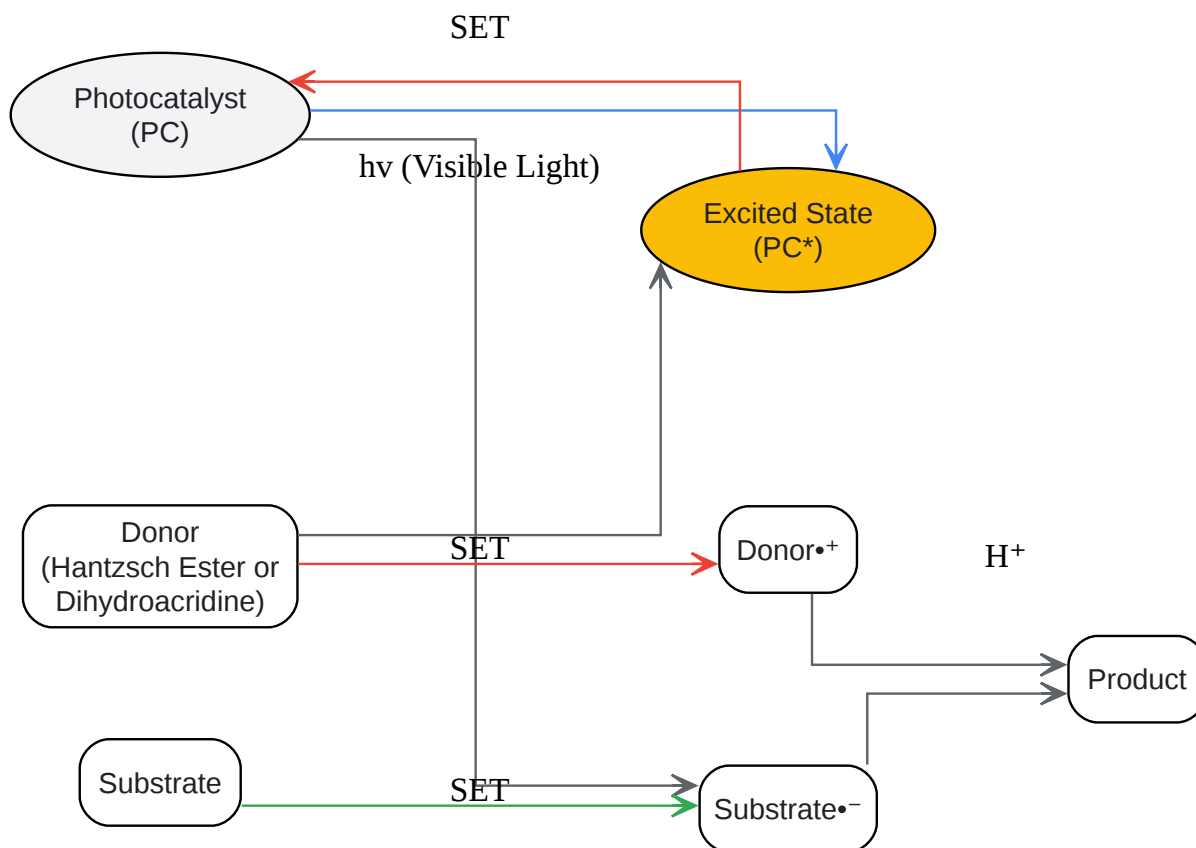 SET
Photocatalyst
(PC)
hv (Visible Light)
Excited State
(PC*)
Donor
(Hantzsch Ester or
Dihydroacridine)
SET
Donor•⁺
H⁺
Product
Substrate
SET
Substrate•⁻